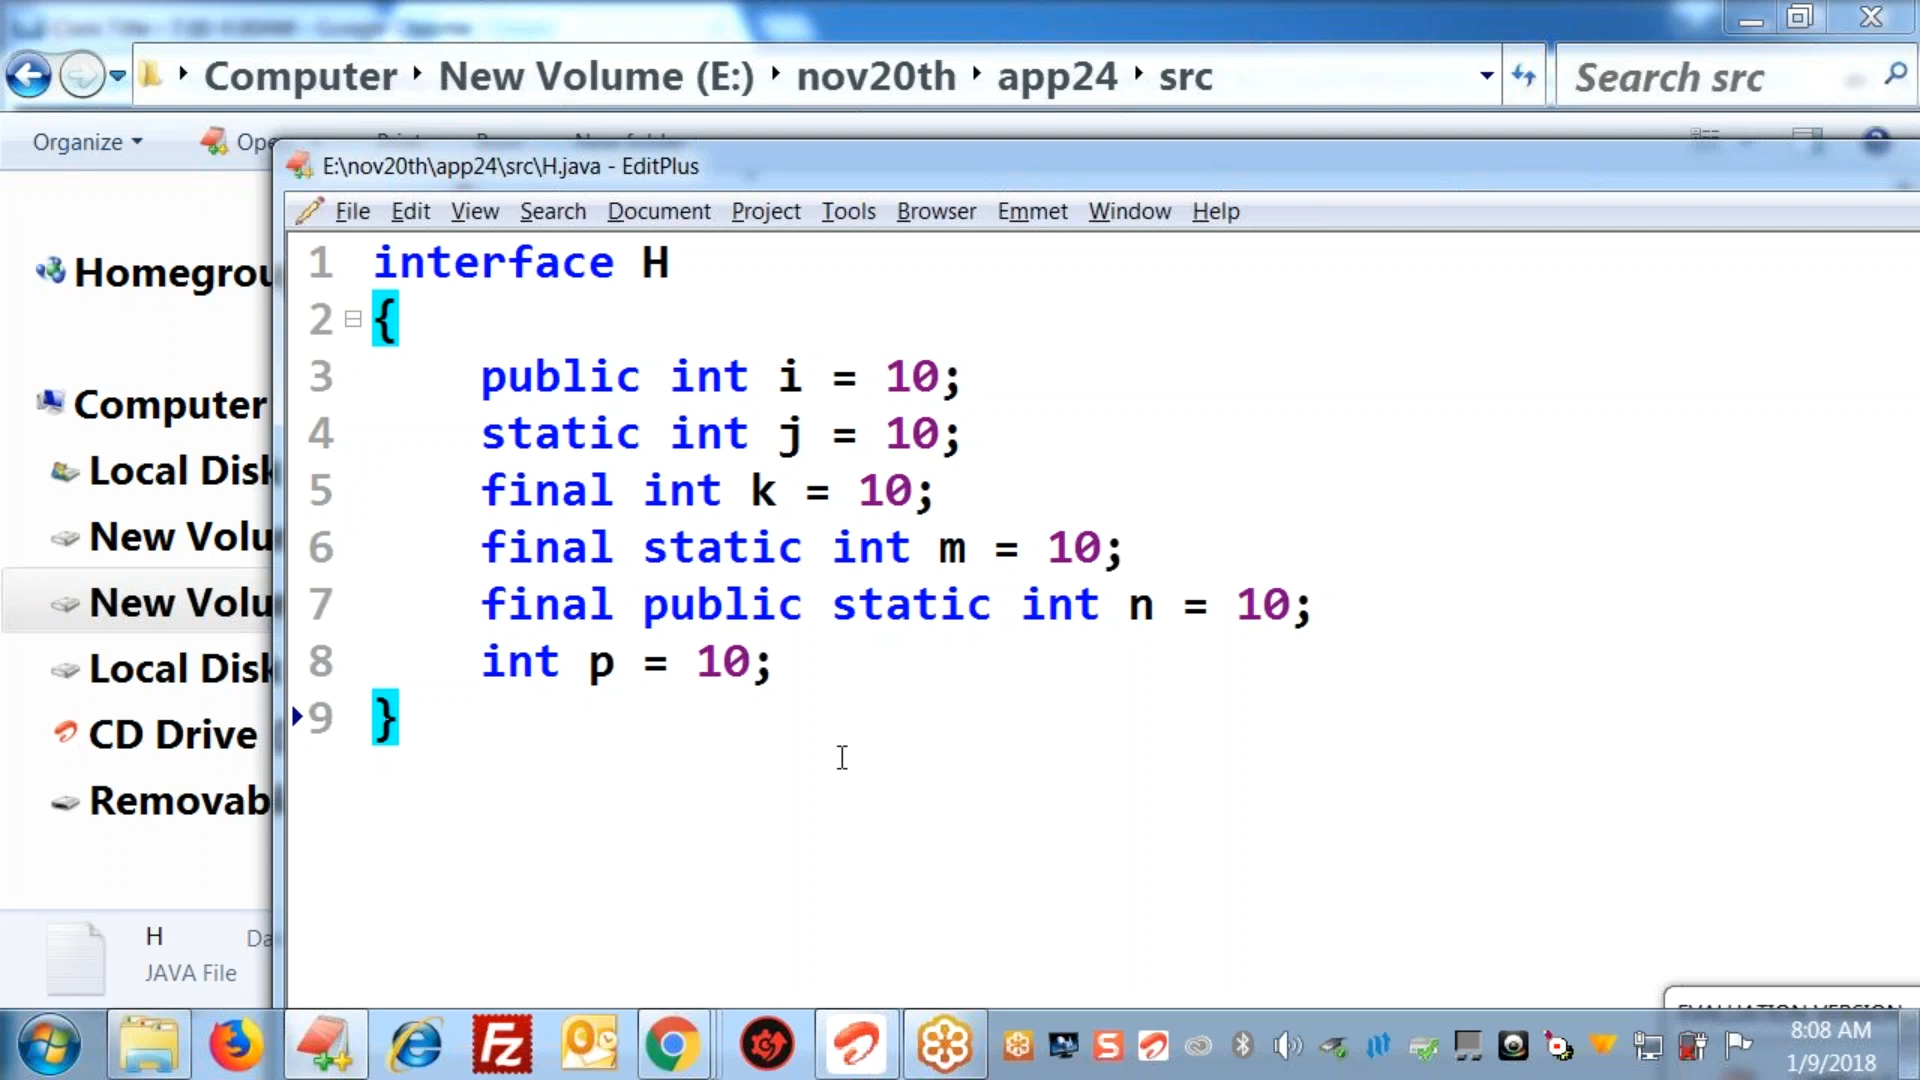 Computer New Volume (E:) nov20th app24 src
Search src
Organize
E:\nov20th\app24\src\H.java - EditPlus
File Edit View Search Document Project Tools Browser Emmet Window Help
1 interface H
2 {
3 public int i = 10;
4 static int j = 10;
5 final int k = 10;
6 final static int m = 10;
7 final public static int n = 10;
8 int p = 10;
9 }
Homegrou
Computer
Local Disk
New Volu
New Volu
Local Disk
CD Drive
Removab
H Da
JAVA File
EVALUATION VERSION
8:08 AM
1/9/2018